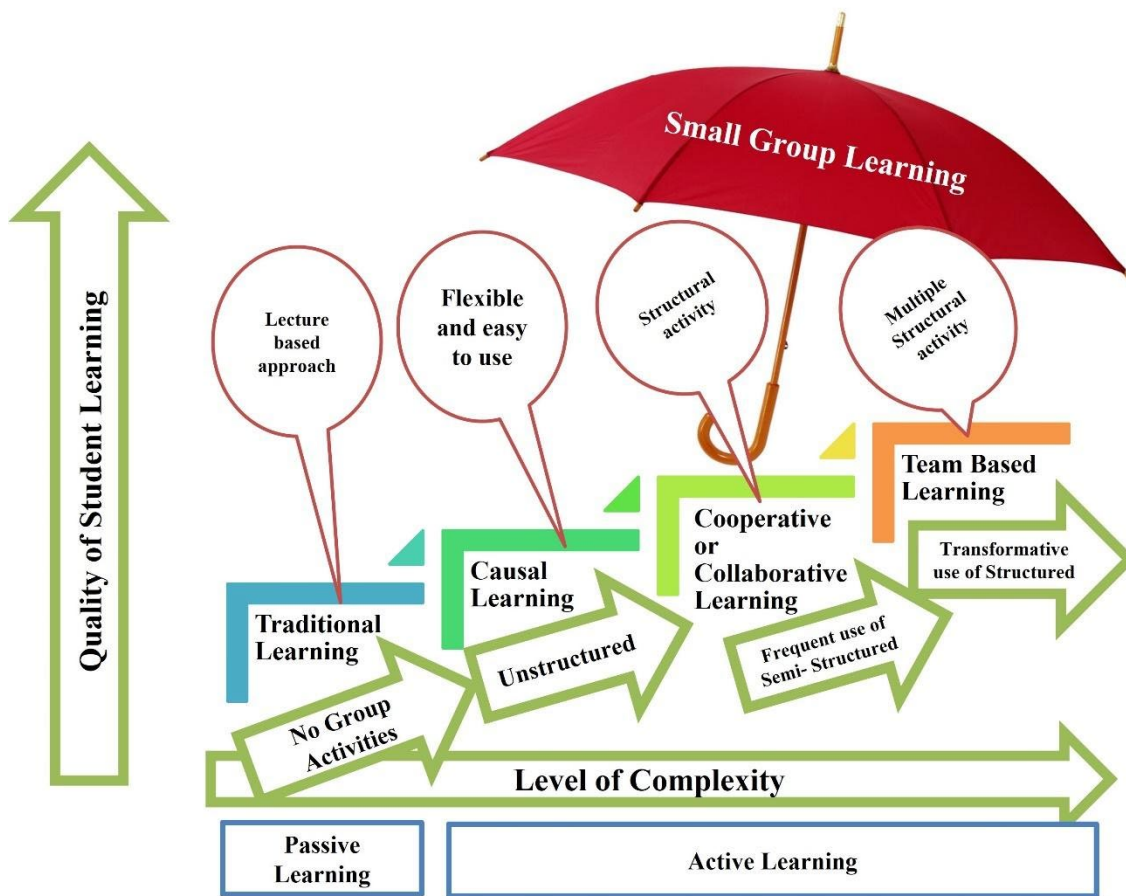 Small Group Learning
Quality of Student Learning
Lecture
based
approach
Flexible
and easy
to use
Structural
activity
Multiple
Structural
activity
Traditional
Learning
Causal
Learning
Cooperative
or
Collaborative
Learning
Team Based
Learning
No Group
Activities
Unstructured
Frequent use of
Semi- Structured
Transformative
use of Structured
Level of Complexity
Passive
Learning
Active Learning